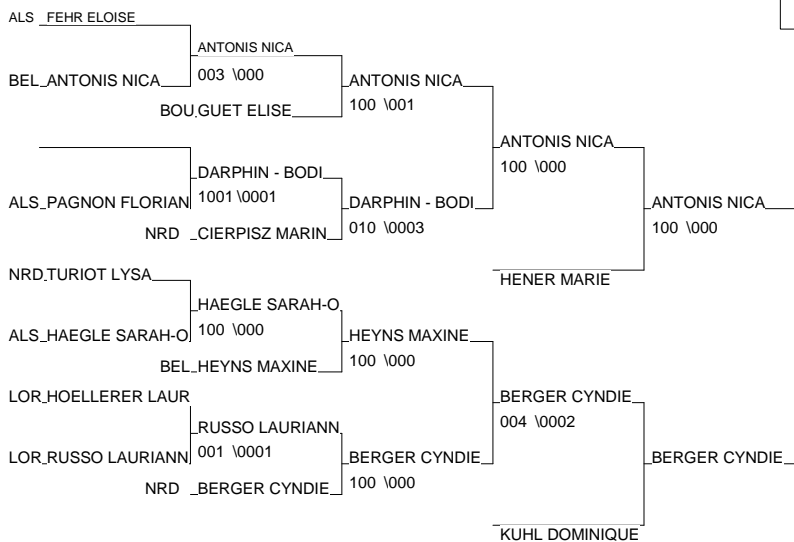 ALS FEHR ELOISE
ANTONIS NICA
BEL ANTONIS NICA
003 \000
ANTONIS NICA
BOU GUET ELISE
100 \001
ANTONIS NICA
100 \000
DARPHIN - BODI
ALS PAGNON FLORIAN
1001 \0001
DARPHIN - BODI
ANTONIS NICA
NRD CIERPISZ MARIN
010 \0003
100 \000
NRD TURIOT LYSA
HENER MARIE
HAEGLE SARAH-O
ALS HAEGLE SARAH-O
100 \000
HEYNS MAXINE
BEL HEYNS MAXINE
100 \000
LOR HOELLERER LAUR
BERGER CYNDIE
004 \0002
RUSSO LAURIANN
LOR RUSSO LAURIANN
001 \0001
BERGER CYNDIE
BERGER CYNDIE
NRD BERGER CYNDIE
100 \000
KUHL DOMINIQUE